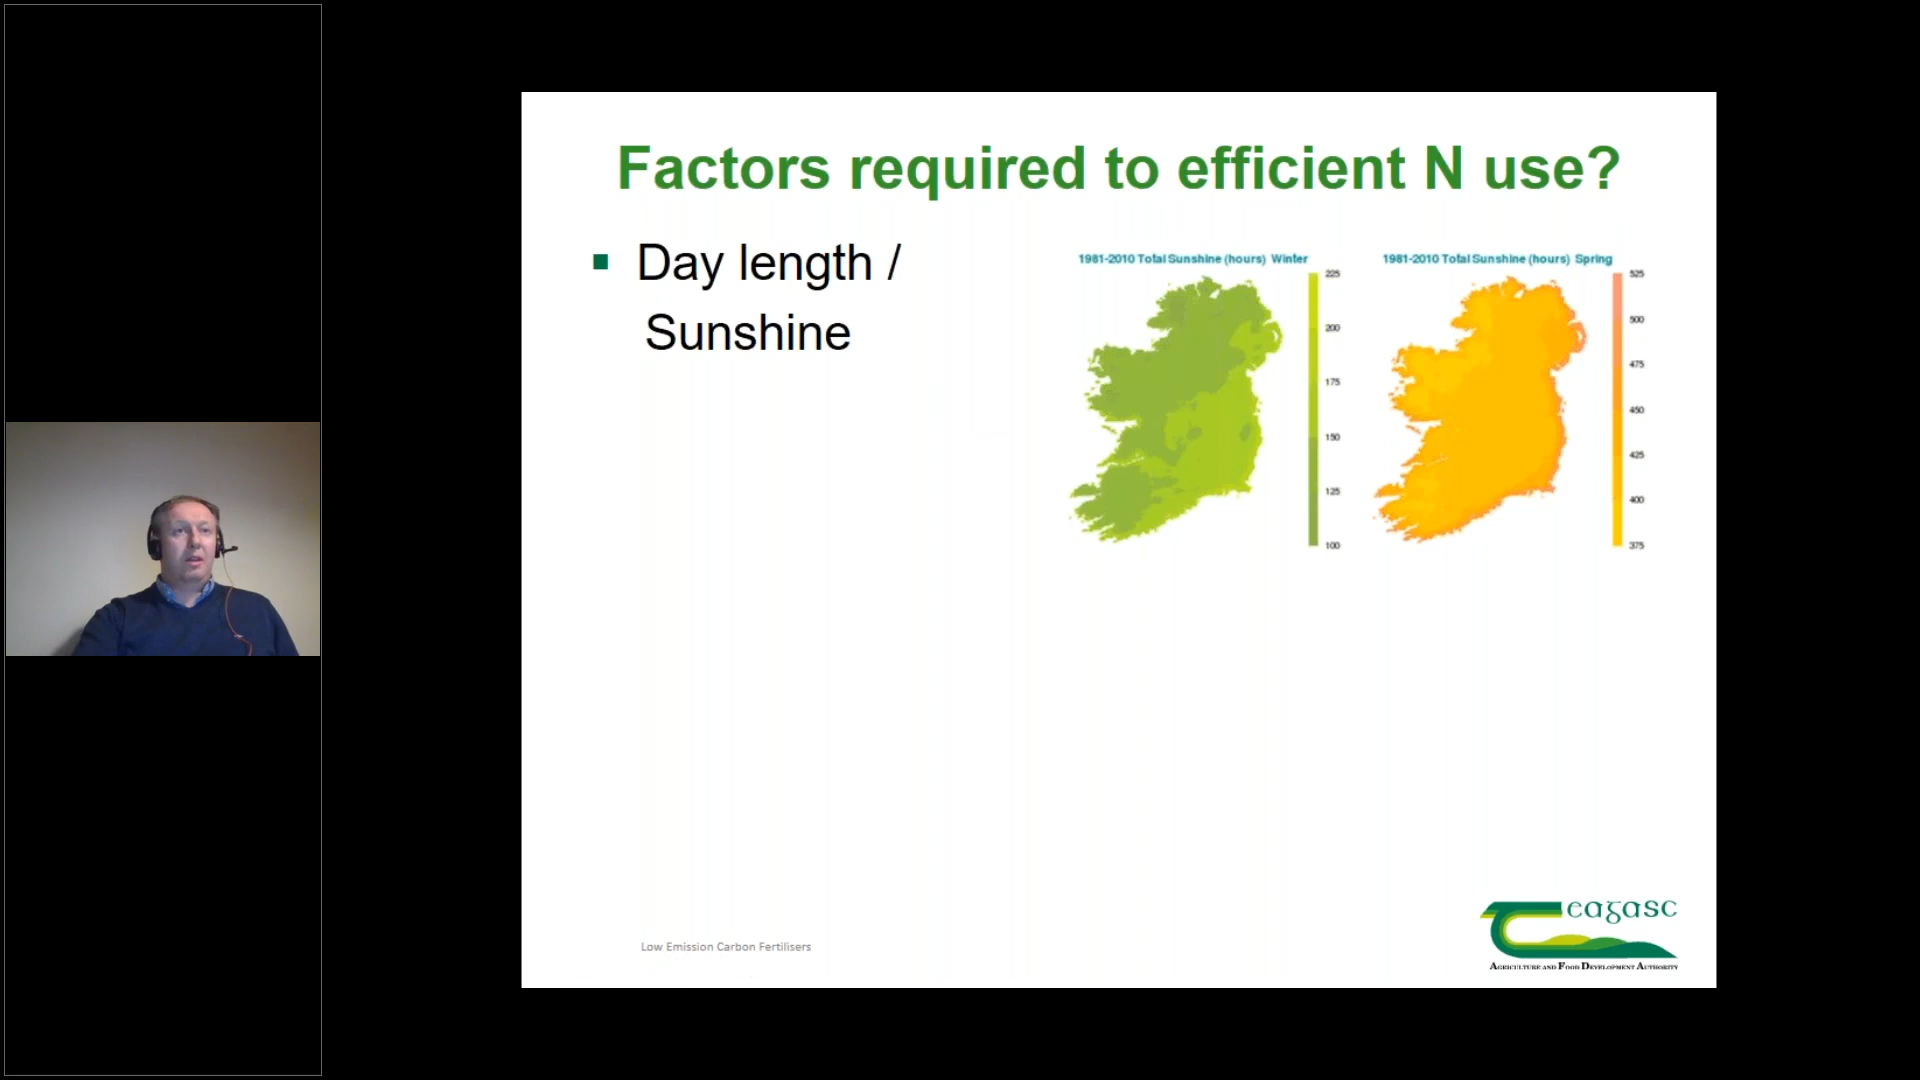 Factors required to efficient N use?
▪ Day length /
Sunshine
1981-2010 Total Sunshine (hours) Winter
225
200
175
150
125
100
1981-2010 Total Sunshine (hours) Spring
525
500
475
450
425
400
375
Low Emission Carbon Fertilisers
eagasc
AGRICULTURE AND FOOD DEVELOPMENT AUTHORITY